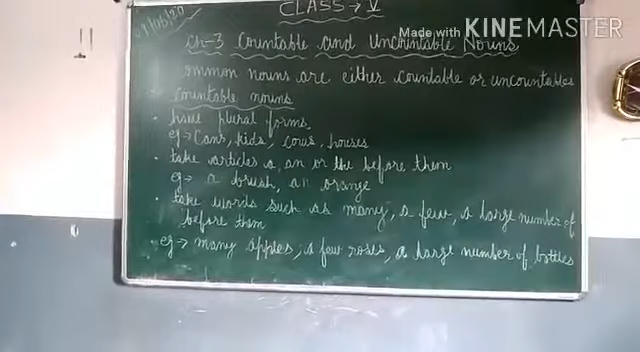 CLASS → V
Made with KINEMASTER
Ch-3 Countable and Uncountable Nouns
ommon nouns are either countable or uncountables
Countable nouns
• have plural forms.
eg → Cans, kids, cows, houses
• take articles a, an or the before them
eg → a brush, an orange
• take words such as many, a few, a large number of
before them
eg → many apples, a few roses, a large number of bottles